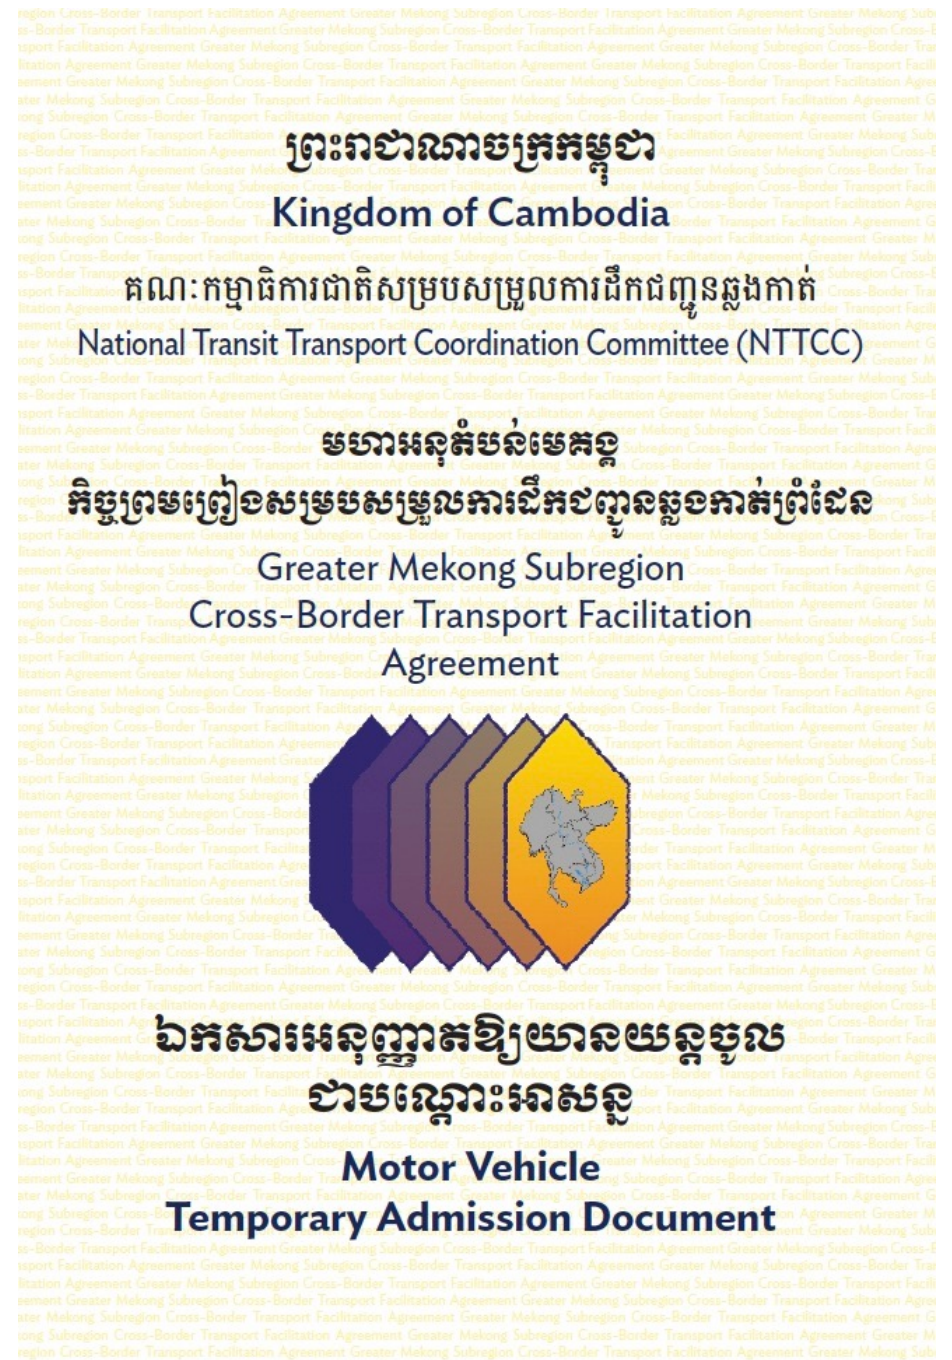 ព្រះរាជាណាចក្រកម្ពុជា
Kingdom of Cambodia
គណៈកម្មាធិការជាតិសម្របសម្រួលការដឹកជញ្ជូនឆ្លងកាត់
National Transit Transport Coordination Committee (NTTCC)
មហាអនុតំបន់មេគង្គ
កិច្ចព្រមព្រៀងសម្របសម្រួលការដឹកជញ្ជូនឆ្លងកាត់ព្រំដែន
Greater Mekong Subregion
Cross-Border Transport Facilitation
Agreement
ឯកសារអនុញ្ញាតឱ្យយានយន្តចូល
ជាបណ្តោះអាសន្ន
Motor Vehicle
Temporary Admission Document